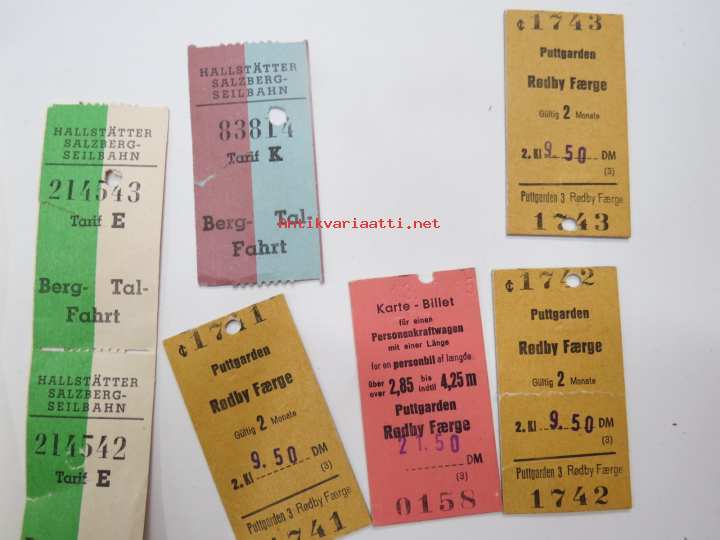 HALLSTÄTTER
SALZBERG-
SEILBAHN
214543
Tarif E
Berg- Tal-
Fahrt
HALLSTÄTTER
SALZBERG-
SEILBAHN
214542
Tarif E
HALLSTÄTTER
SALZBERG-
SEILBAHN
83814
Tarif K
Berg- Tal-
Fahrt
¢ 1743
Puttgarden
Rødby Færge
Gültig 2 Monate
2. Kl 9.50 DM
(3)
Puttgarden 3 Rødby Færge
1743
antikvariaatti.net
¢ 1741
Puttgarden
Rødby Færge
Gültig 2 Monate
2. Kl 9.50 DM
(3)
Puttgarden 3 Rødby Færge
1741
Karte - Billet
für einen
Personenkraftwagen
mit einer Länge
for en personbil af længde
über 2,85 bis 4,25 m
over indtil
Puttgarden
Rødby Færge
21.50
DM
(3)
0158
¢ 1742
Puttgarden
Rødby Færge
Gültig 2 Monate
2. Kl 9.50 DM
(3)
Puttgarden 3 Rødby Færge
1742